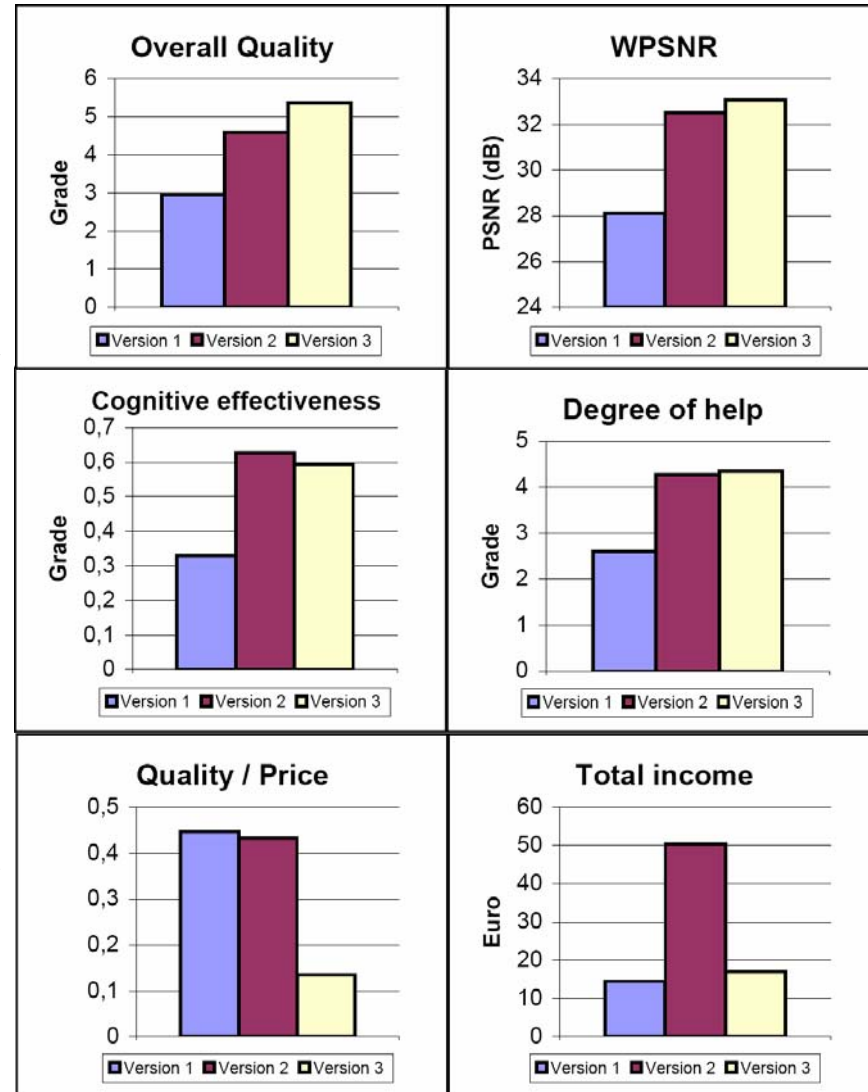 Overall Quality
6
5
4
3
2
1
0
Grade
Version 1 Version 2 Version 3
WPSNR
34
32
30
28
26
24
PSNR (dB)
Version 1 Version 2 Version 3
Cognitive effectiveness
0,7
0,6
0,5
0,4
0,3
0,2
0,1
0
Grade
Version 1 Version 2 Version 3
Degree of help
5
4
3
2
1
0
Grade
Version 1 Version 2 Version 3
Quality / Price
0,5
0,4
0,3
0,2
0,1
0
Version 1 Version 2 Version 3
Total income
60
50
40
30
20
10
0
Euro
Version 1 Version 2 Version 3